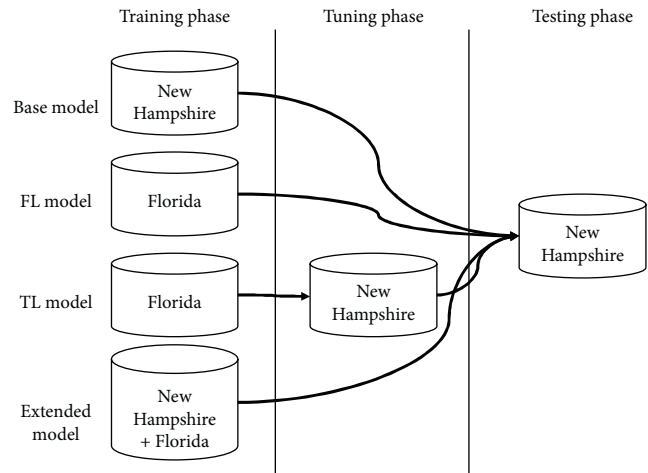 Training phase
Tuning phase
Testing phase
Base model
New
Hampshire
FL model
Florida
New
Hampshire
TL model
Florida
New
Hampshire
Extended
model
New
Hampshire
+ Florida